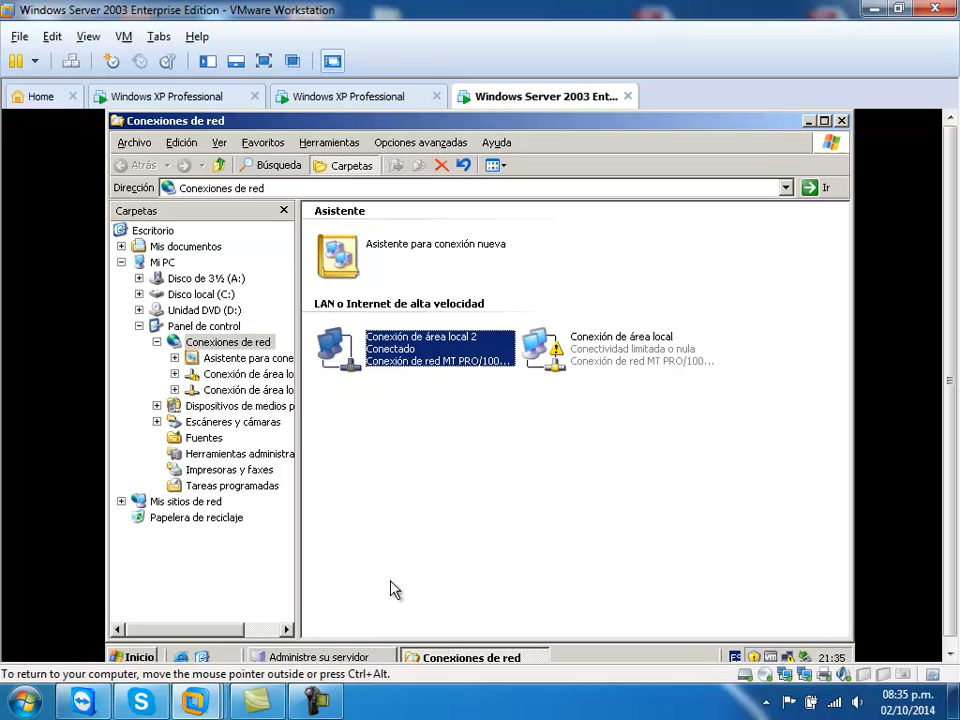 Windows Server 2003 Enterprise Edition - VMware Workstation
File Edit View VM Tabs Help
Home Windows XP Professional Windows XP Professional Windows Server 2003 Ent...
Conexiones de red
Archivo Edición Ver Favoritos Herramientas Opciones avanzadas Ayuda
Atrás Búsqueda Carpetas
Dirección Conexiones de red Ir
Carpetas
Escritorio
Mis documentos
Mi PC
Disco de 3½ (A:)
Disco local (C:)
Unidad DVD (D:)
Panel de control
Conexiones de red
Asistente para cone
Conexión de área lo
Conexión de área lo
Dispositivos de medios p
Escáneres y cámaras
Fuentes
Herramientas administra
Impresoras y faxes
Tareas programadas
Mis sitios de red
Papelera de reciclaje
Asistente
Asistente para conexión nueva
LAN o Internet de alta velocidad
Conexión de área local 2
Conectado
Conexión de red MT PRO/100...
Conexión de área local
Conectividad limitada o nula
Conexión de red MT PRO/100...
Inicio Administre su servidor Conexiones de red ES 21:35
To return to your computer, move the mouse pointer outside or press Ctrl+Alt.
08:35 p.m.
02/10/2014